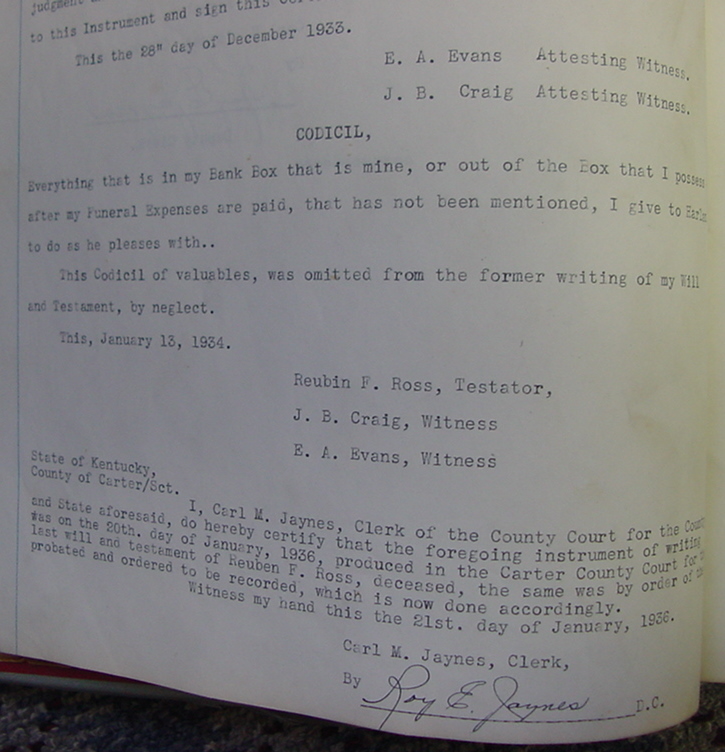 judgment
to this Instrument and sign this
This the 28" day of December 1933.
E. A. Evans Attesting Witness.
J. B. Craig Attesting Witness.
CODICIL,
Everything that is in my Bank Box that is mine, or out of the Box that I possess
after my Funeral Expenses are paid, that has not been mentioned, I give to
to do as he pleases with..
This Codicil of valuables, was omitted from the former writing of my Will
and Testament, by neglect.
This, January 13, 1934.
Reubin F. Ross, Testator,
J. B. Craig, Witness
E. A. Evans, Witness
State of Kentucky,
County of Carter/Sct.
I, Carl M. Jaynes, Clerk of the County Court for the County
and State aforesaid, do hereby certify that the foregoing instrument of writing
was on the 20th. day of January, 1936, produced in the Carter County Court for
last will and testament of Reuben F. Ross, deceased, the same was by order of
probated and ordered to be recorded, which is now done accordingly.
Witness my hand this the 21st. day of January, 1936.
Carl M. Jaynes, Clerk,
By Roy E. Jaynes D.C.